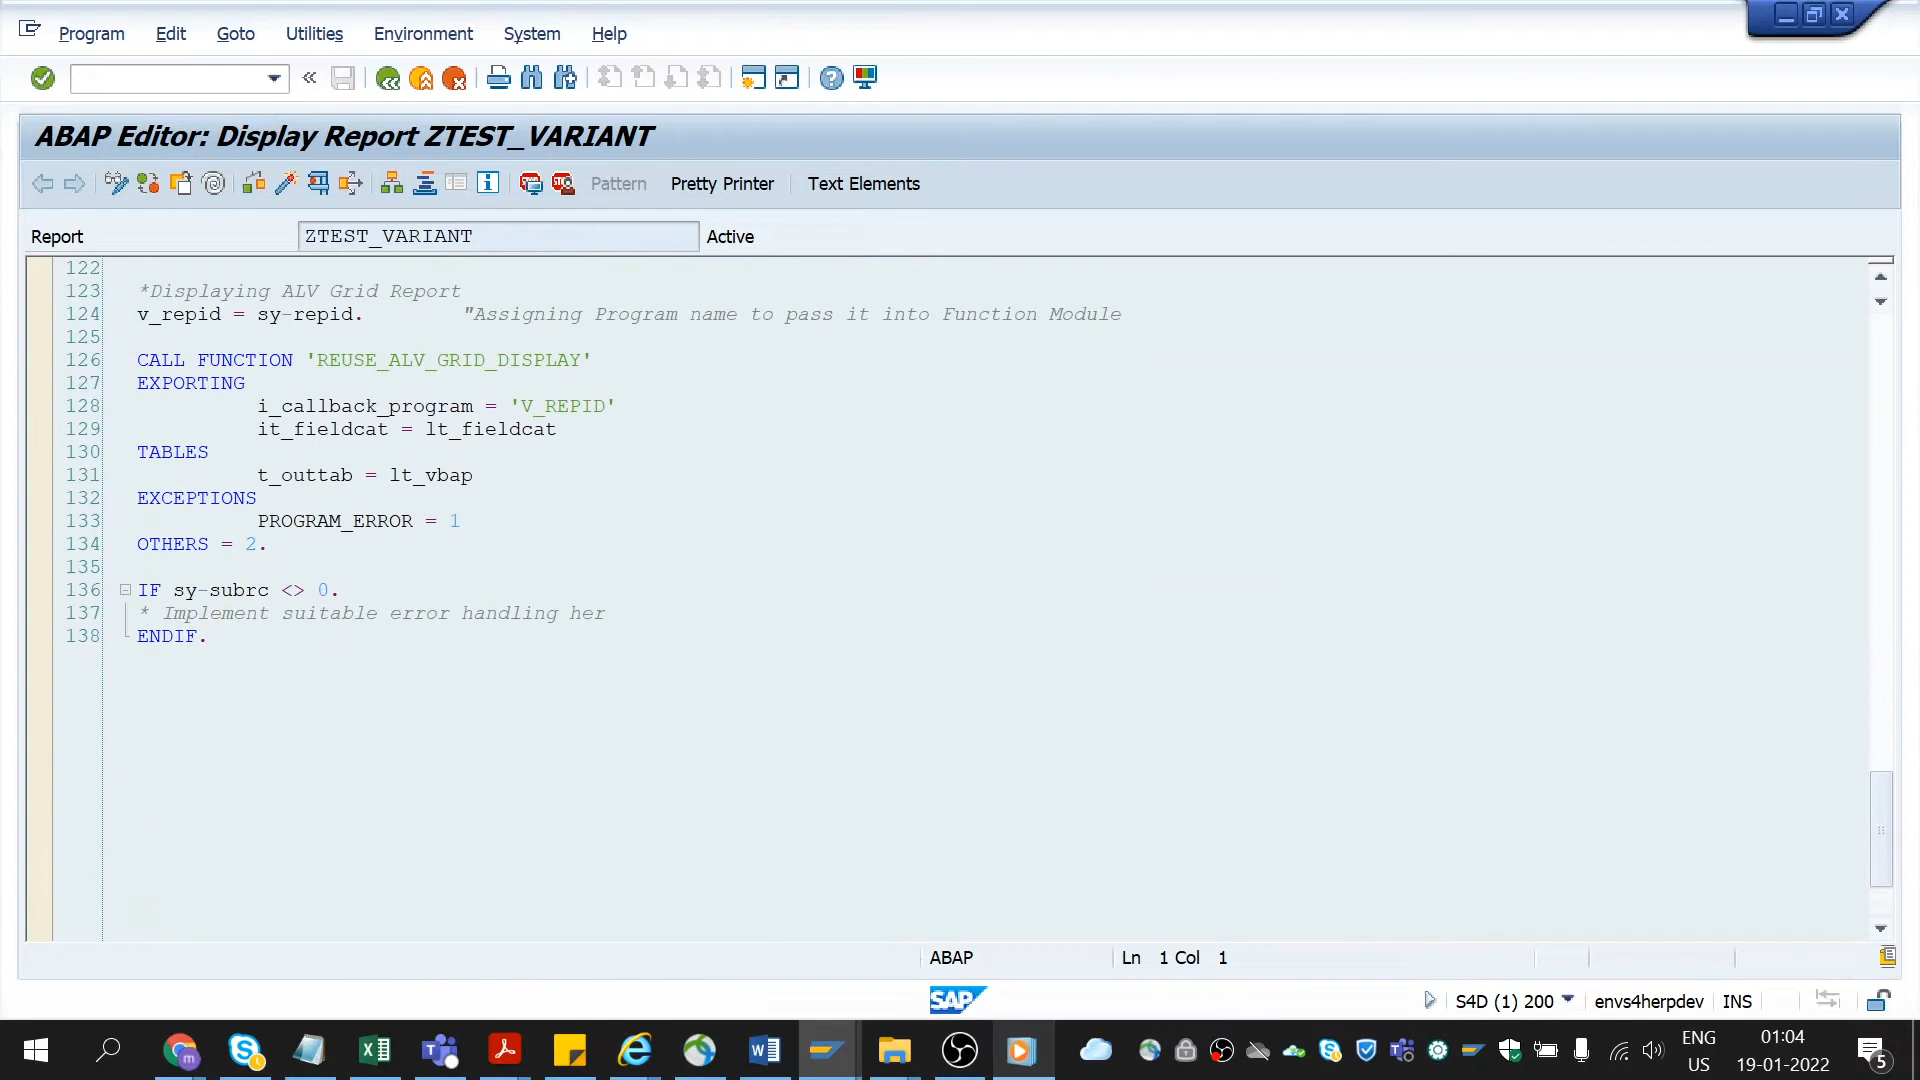 Program Edit Goto Utilities Environment System Help
ABAP Editor: Display Report ZTEST_VARIANT
Pattern Pretty Printer Text Elements
Report ZTEST_VARIANT Active
122
123 *Displaying ALV Grid Report
124 v_repid = sy-repid. "Assigning Program name to pass it into Function Module
125
126 CALL FUNCTION 'REUSE_ALV_GRID_DISPLAY'
127 EXPORTING
128 i_callback_program = 'V_REPID'
129 it_fieldcat = lt_fieldcat
130 TABLES
131 t_outtab = lt_vbap
132 EXCEPTIONS
133 PROGRAM_ERROR = 1
134 OTHERS = 2.
135
136 IF sy-subrc <> 0.
137 * Implement suitable error handling her
138 ENDIF.
ABAP Ln 1 Col 1
SAP S4D (1) 200 envs4herpdev INS
ENG 01:04
US 19-01-2022 5